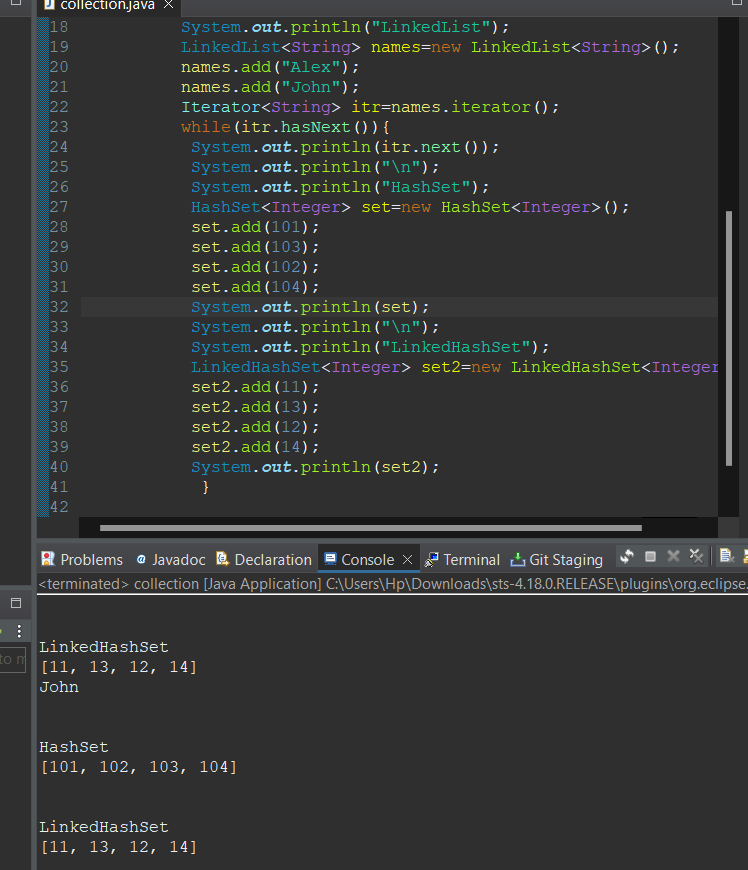 collection.java
18 System.out.println("LinkedList");
19 LinkedList<String> names=new LinkedList<String>();
20 names.add("Alex");
21 names.add("John");
22 Iterator<String> itr=names.iterator();
23 while(itr.hasNext()){
24 System.out.println(itr.next());
25 System.out.println("\n");
26 System.out.println("HashSet");
27 HashSet<Integer> set=new HashSet<Integer>();
28 set.add(101);
29 set.add(103);
30 set.add(102);
31 set.add(104);
32 System.out.println(set);
33 System.out.println("\n");
34 System.out.println("LinkedHashSet");
35 LinkedHashSet<Integer> set2=new LinkedHashSet<Integer
36 set2.add(11);
37 set2.add(13);
38 set2.add(12);
39 set2.add(14);
40 System.out.println(set2);
41 }
42
Problems @ Javadoc Declaration Console Terminal Git Staging
<terminated> collection [Java Application] C:\Users\Hp\Downloads\sts-4.18.0.RELEASE\plugins\org.eclipse.
LinkedHashSet
to m
[11, 13, 12, 14]
John
HashSet
[101, 102, 103, 104]
LinkedHashSet
[11, 13, 12, 14]